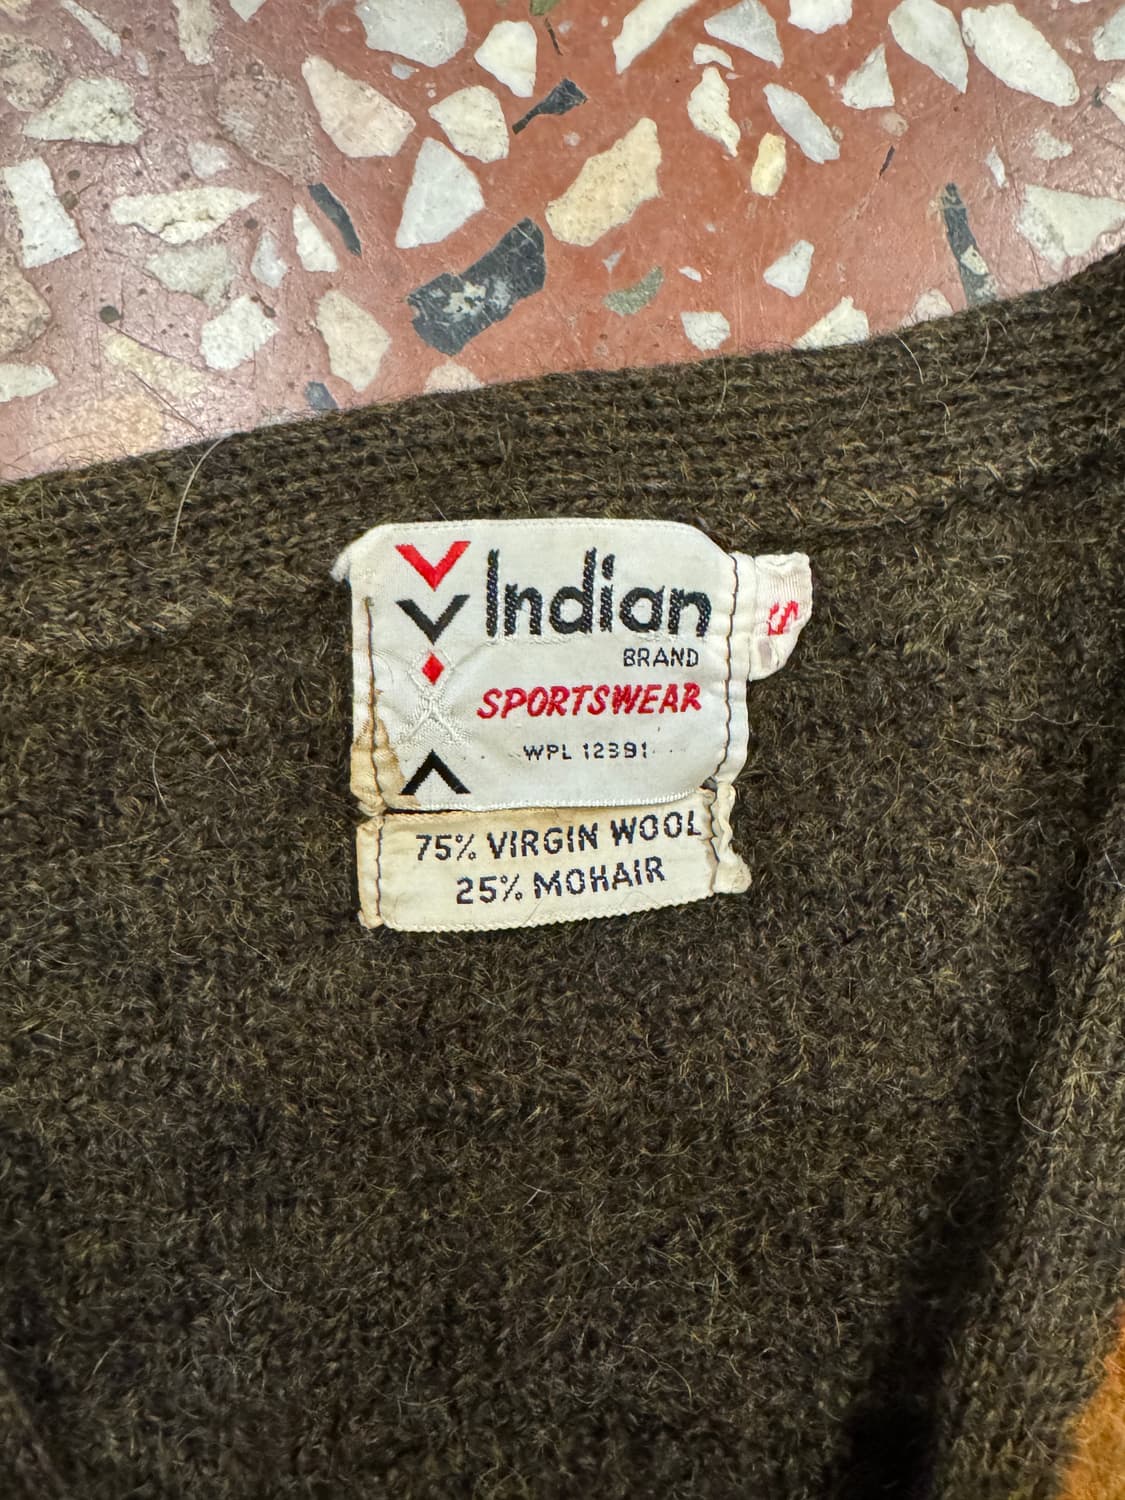 Indian
BRAND
SPORTSWEAR
WPL 12391
S
75% VIRGIN WOOL
25% MOHAIR